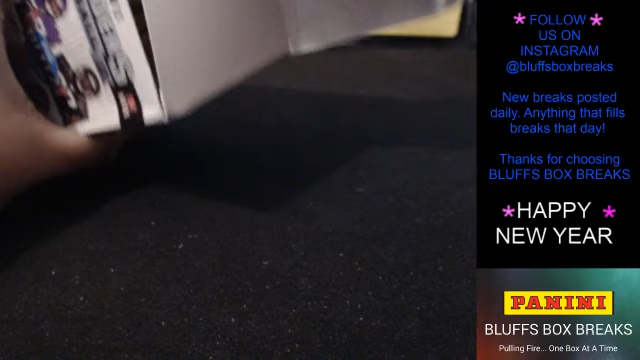 FOLLOW
US ON
INSTAGRAM
@bluffsboxbreaks
New breaks posted
daily. Anything that fills
breaks that day!
Thanks for choosing
BLUFFS BOX BREAKS
HAPPY
NEW YEAR
PANINI
BLUFFS BOX BREAKS
Pulling Fire... One Box At A Time